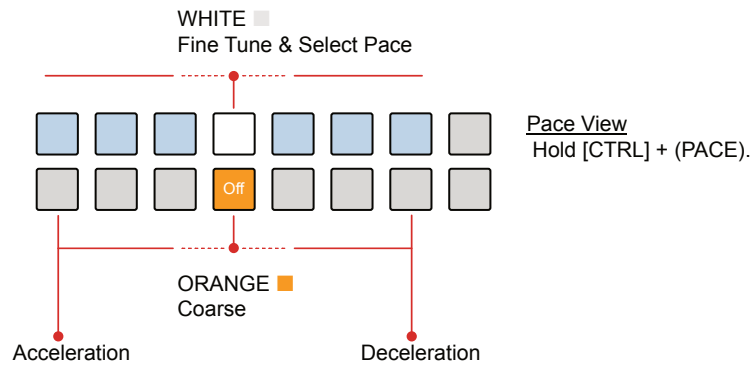 WHITE
Fine Tune & Select Pace
Pace View
Hold [CTRL] + (PACE).
Off
ORANGE
Coarse
Acceleration
Deceleration